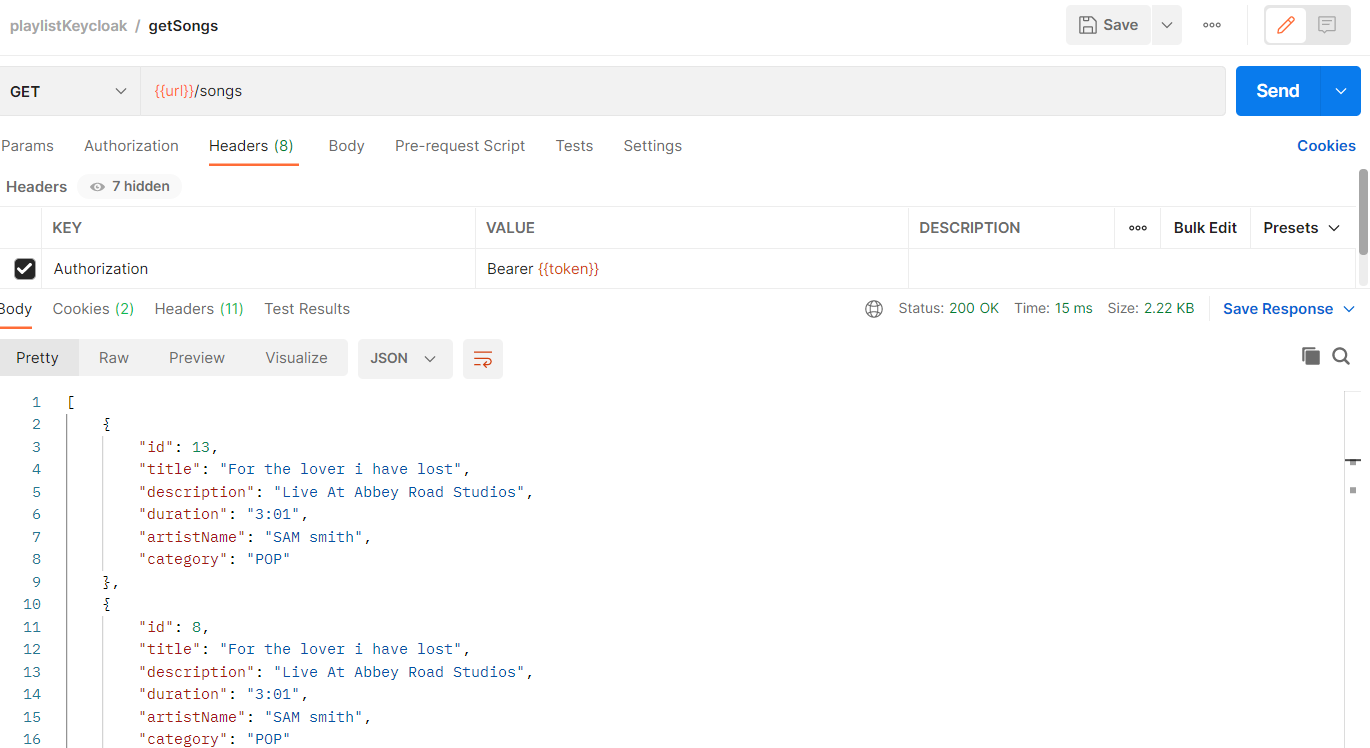 playlistKeycloak / getSongs
Save
GET
{{url}}/songs
Send
Params Authorization Headers (8) Body Pre-request Script Tests Settings Cookies
Headers 7 hidden
KEY VALUE DESCRIPTION Bulk Edit Presets
Authorization Bearer {{token}}
Body Cookies (2) Headers (11) Test Results Status: 200 OK Time: 15 ms Size: 2.22 KB Save Response
Pretty Raw Preview Visualize JSON
1 [
2 {
3 "id": 13,
4 "title": "For the lover i have lost",
5 "description": "Live At Abbey Road Studios",
6 "duration": "3:01",
7 "artistName": "SAM smith",
8 "category": "POP"
9 },
10 {
11 "id": 8,
12 "title": "For the lover i have lost",
13 "description": "Live At Abbey Road Studios",
14 "duration": "3:01",
15 "artistName": "SAM smith",
16 "category": "POP"